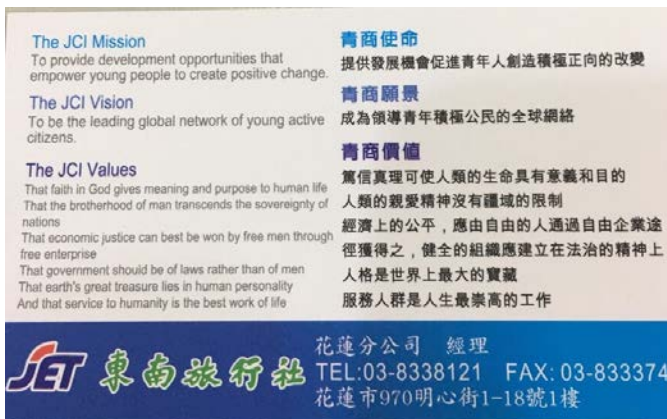 The JCI Mission
To provide development opportunities that
empower young people to create positive change.
The JCI Vision
To be the leading global network of young active
citizens.
The JCI Values
That faith in God gives meaning and purpose to human life
That the brotherhood of man transcends the sovereignty of
nations
That economic justice can best be won by free men through
free enterprise
That government should be of laws rather than of men
That earth's great treasure lies in human personality
And that service to humanity is the best work of life
青商使命
提供發展機會促進青年人創造積極正向的改變
青商願景
成為領導青年積極公民的全球網絡
青商價值
篤信真理可使人類的生命具有意義和目的
人類的親愛精神沒有疆域的限制
經濟上的公平，應由自由的人通過自由企業途
徑獲得之，健全的組織應建立在法治的精神上
人格是世界上最大的寶藏
服務人群是人生最崇高的工作
JET 東南旅行社
花蓮分公司 經理
TEL:03-8338121 FAX:03-833374
花蓮市970明心街1-18號1樓